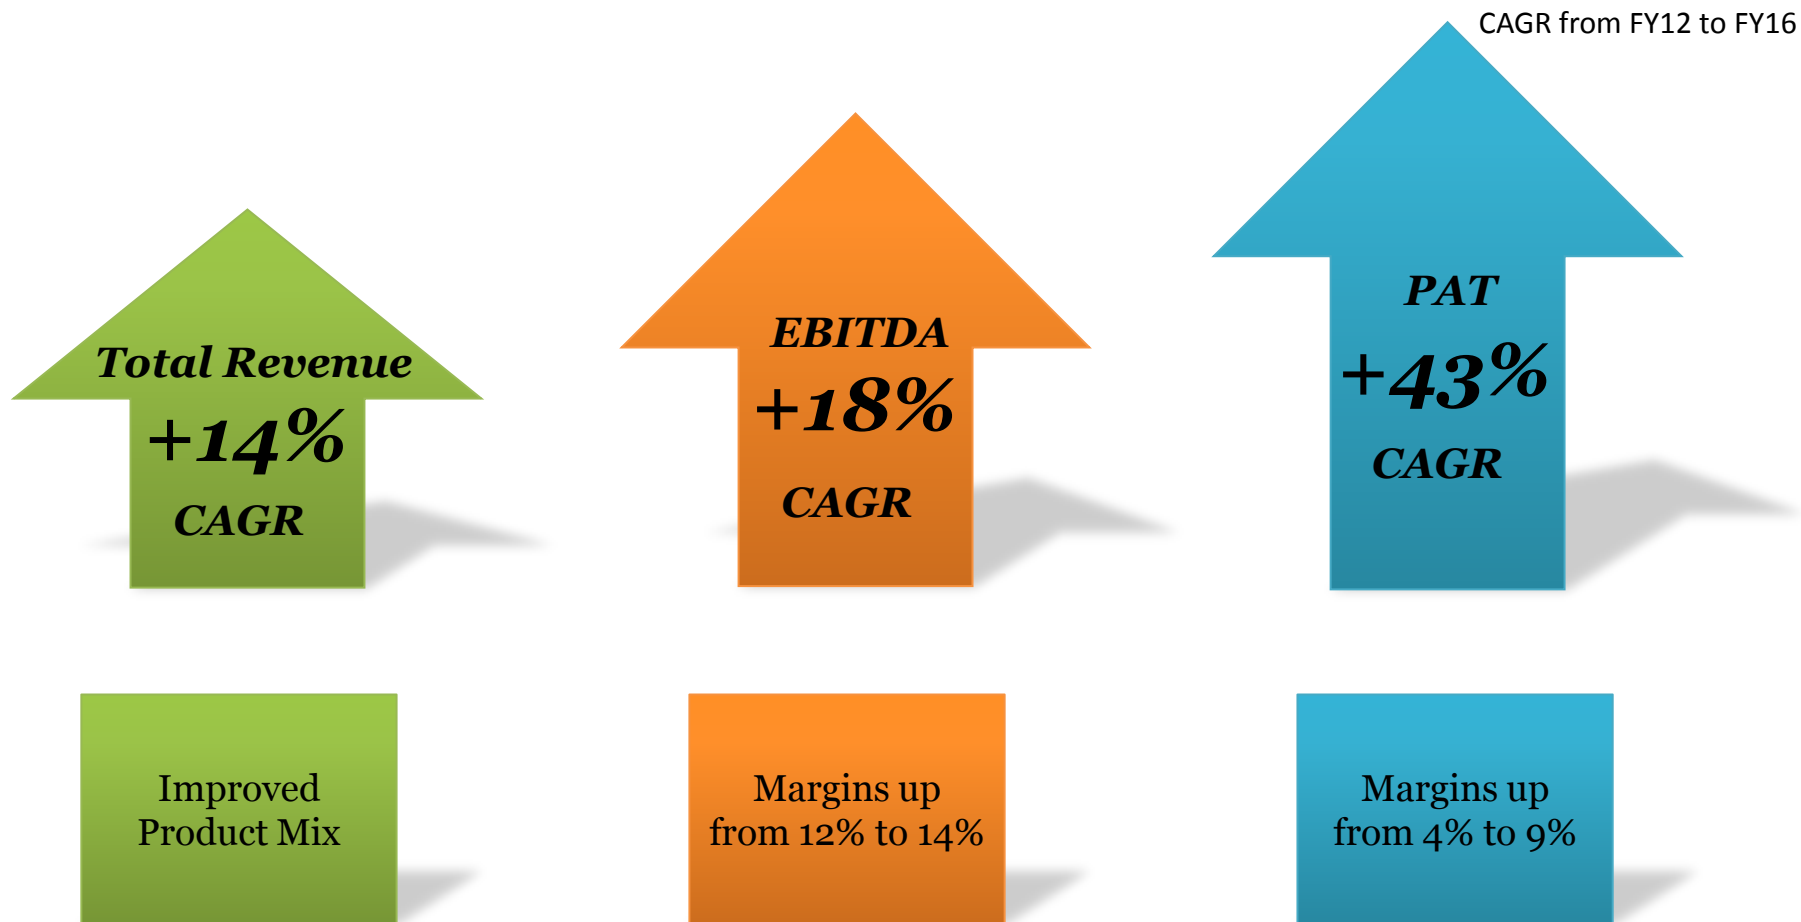 CAGR from FY12 to FY16
Total Revenue
+14%
CAGR
EBITDA
+18%
CAGR
PAT
+43%
CAGR
Improved
Product Mix
Margins up
from 12% to 14%
Margins up
from 4% to 9%